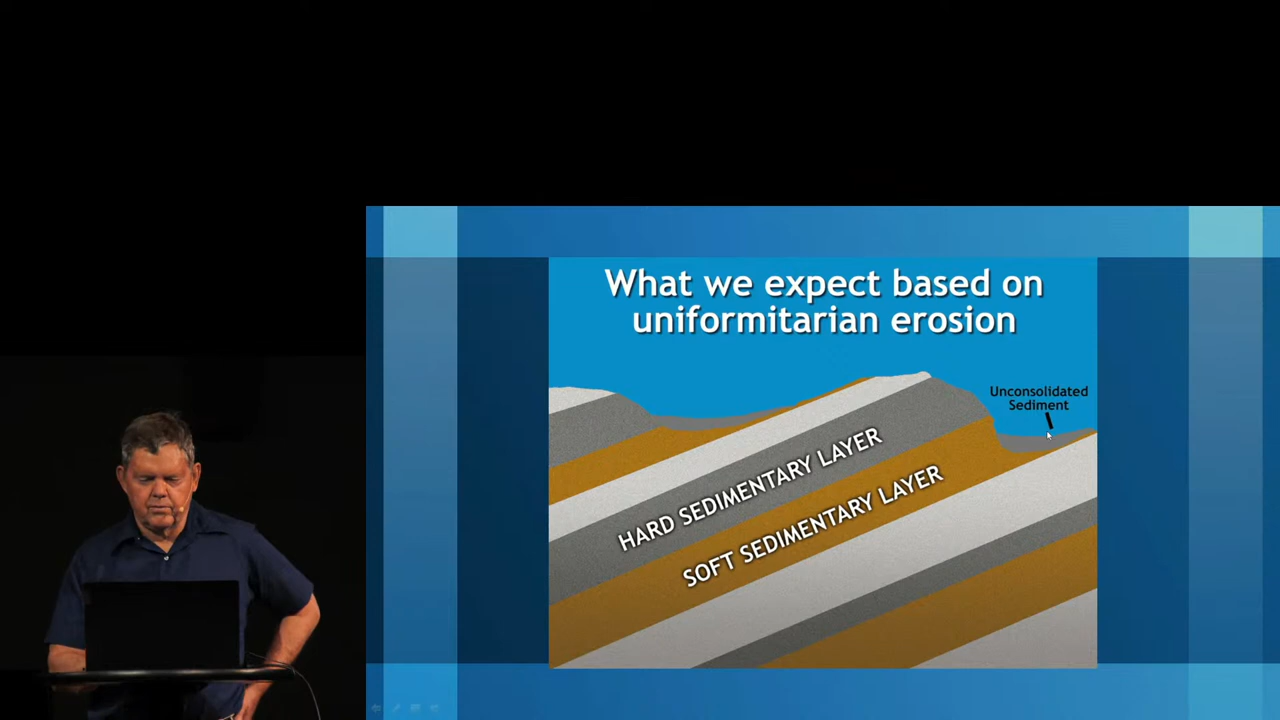 What we expect based on
uniformitarian erosion
Unconsolidated
Sediment
HARD SEDIMENTARY LAYER
SOFT SEDIMENTARY LAYER